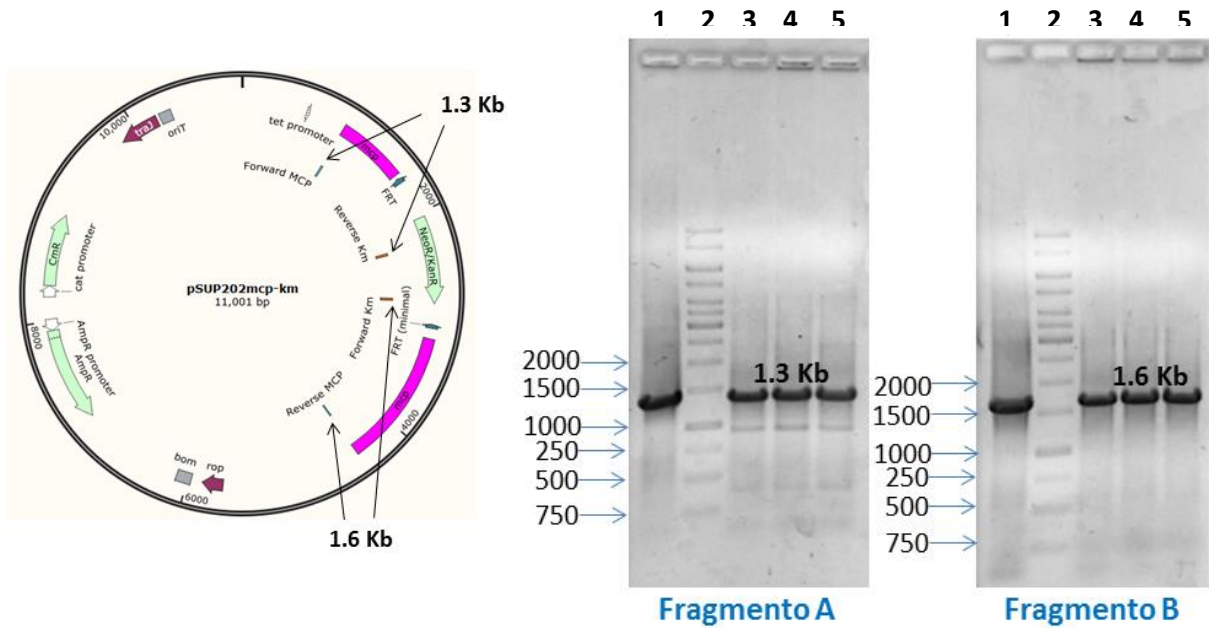 1.3 Kb
10,000
traJ
oriT
tet promoter
mcp
Forward MCP
FRT
2000
Reverse Km
NeoR/KanR
CmR
cat promoter
pSUP202mcp-km
11,001 bp
Forward Km
FRT (minimal)
8000
AmpR promoter
AmpR
Reverse MCP
mcp
4000
bom
rop
6000
1.6 Kb
1 2 3 4 5
2000
1500
1.3 Kb
1000
250
500
750
Fragmento A
1 2 3 4 5
2000
1.6 Kb
1500
1000
250
500
750
Fragmento B